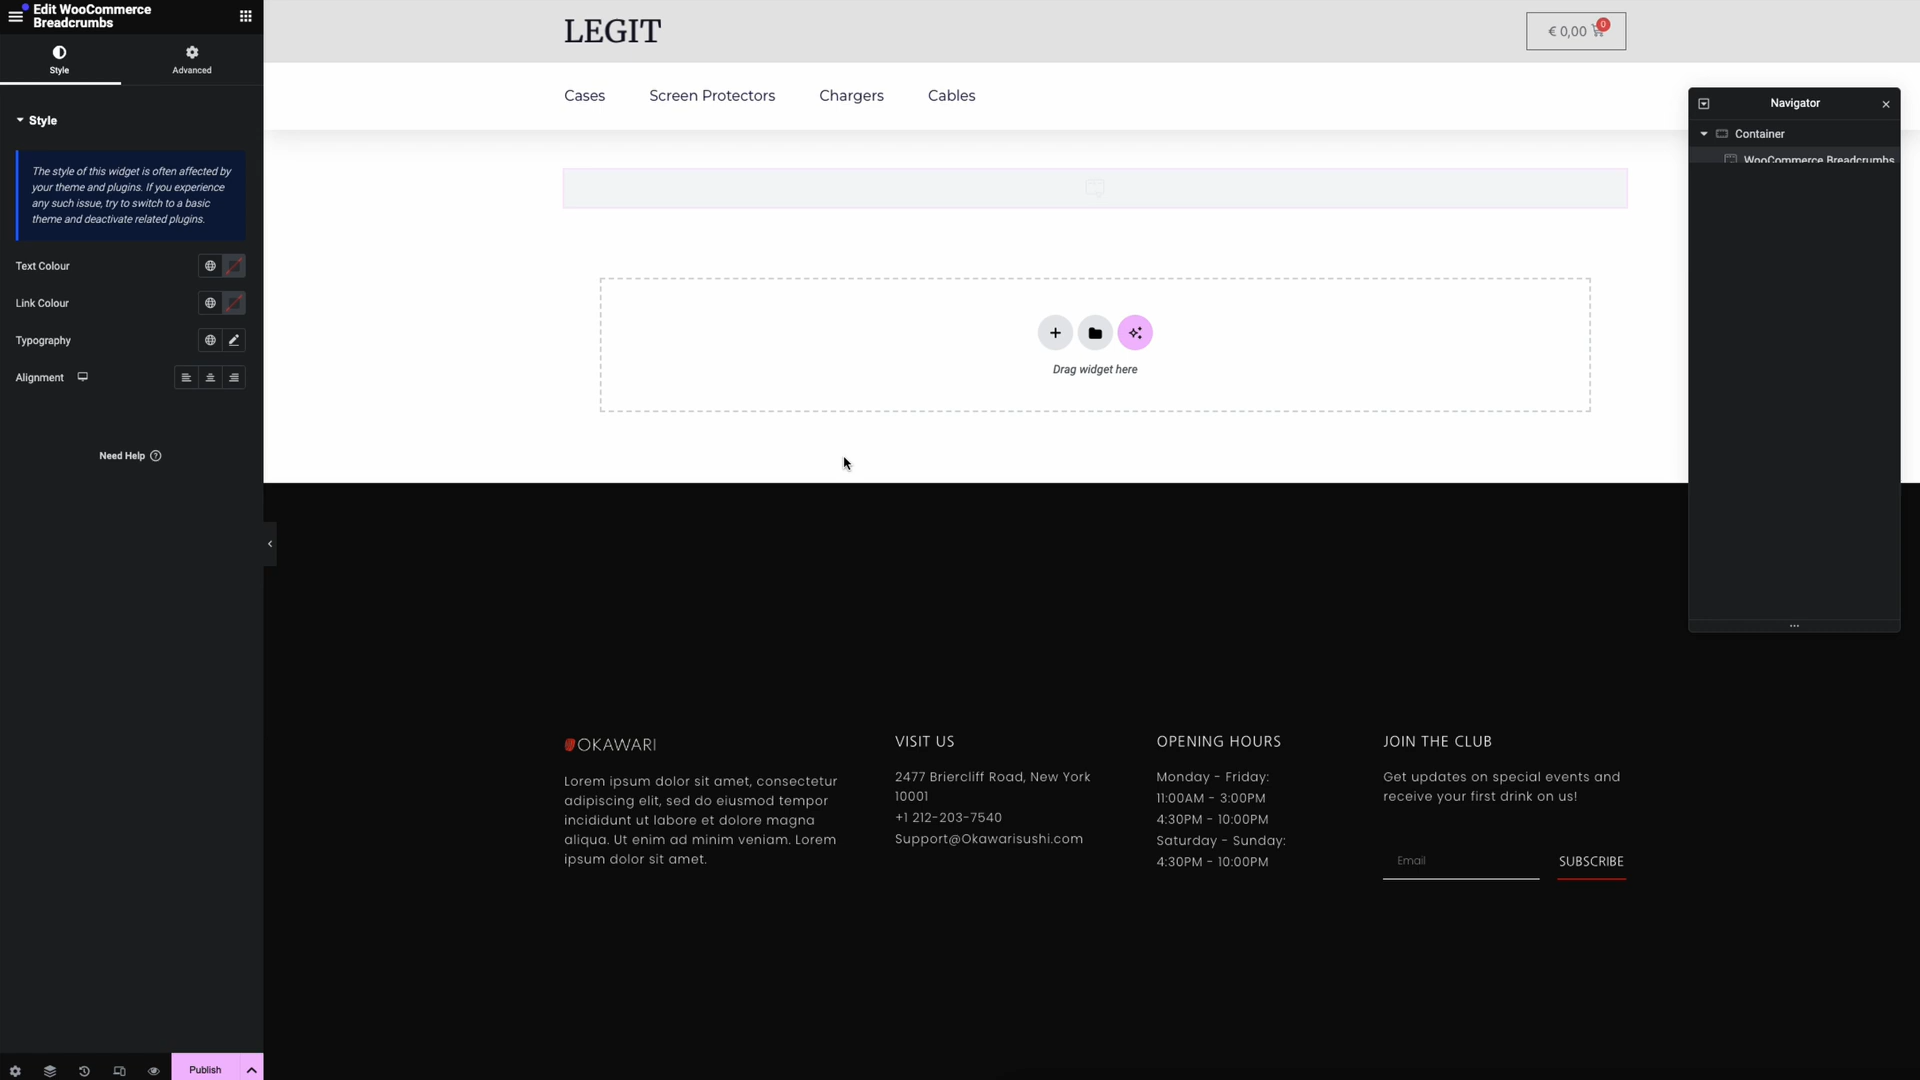 Edit WooCommerce
Breadcrumbs
Style
Advanced
Style
The style of this widget is often affected by
your theme and plugins. If you experience
any such issue, try to switch to a basic
theme and deactivate related plugins.
Text Colour
Link Colour
Typography
Alignment
Need Help
Publish
LEGIT
€ 0,00
0
Cases
Screen Protectors
Chargers
Cables
Drag widget here
Navigator
Container
WooCommerce Breadcrumbs
OKAWARI
Lorem ipsum dolor sit amet, consectetur
adipiscing elit, sed do eiusmod tempor
incididunt ut labore et dolore magna
aliqua. Ut enim ad minim veniam. Lorem
ipsum dolor sit amet.
VISIT US
2477 Briercliff Road, New York
10001
+1 212-203-7540
Support@Okawarisushi.com
OPENING HOURS
Monday - Friday:
11:00AM - 3:00PM
4:30PM - 10:00PM
Saturday - Sunday:
4:30PM - 10:00PM
JOIN THE CLUB
Get updates on special events and
receive your first drink on us!
Email
SUBSCRIBE